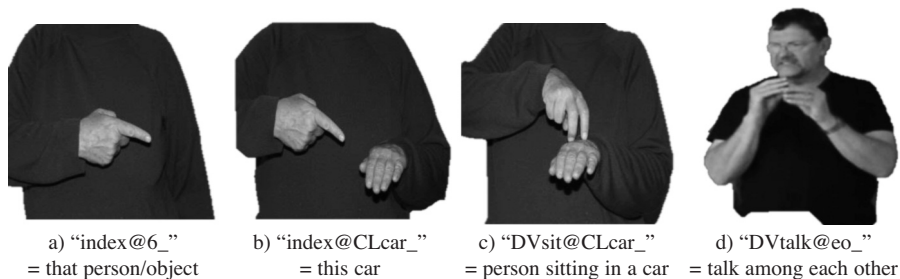 a) “index@6_”
= that person/object
b) “index@CLcar_”
= this car
c) “DVsit@CLcar_”
= person sitting in a car
d) “DVtalk@eo_”
= talk among each other